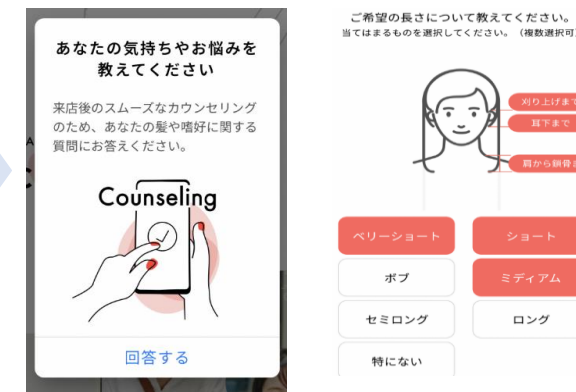 あなたの気持ちやお悩みを
教えてください
来店後のスムーズなカウンセリング
のため、あなたの髪や嗜好に関する
質問にお答えください。
Counseling
回答する
ご希望の長さについて教えてください。
当てはまるものを選択してください。（複数選択可
刈り上げまで
耳下まで
肩から鎖骨
ベリーショート
ショート
ボブ
ミディアム
セミロング
ロング
特にない